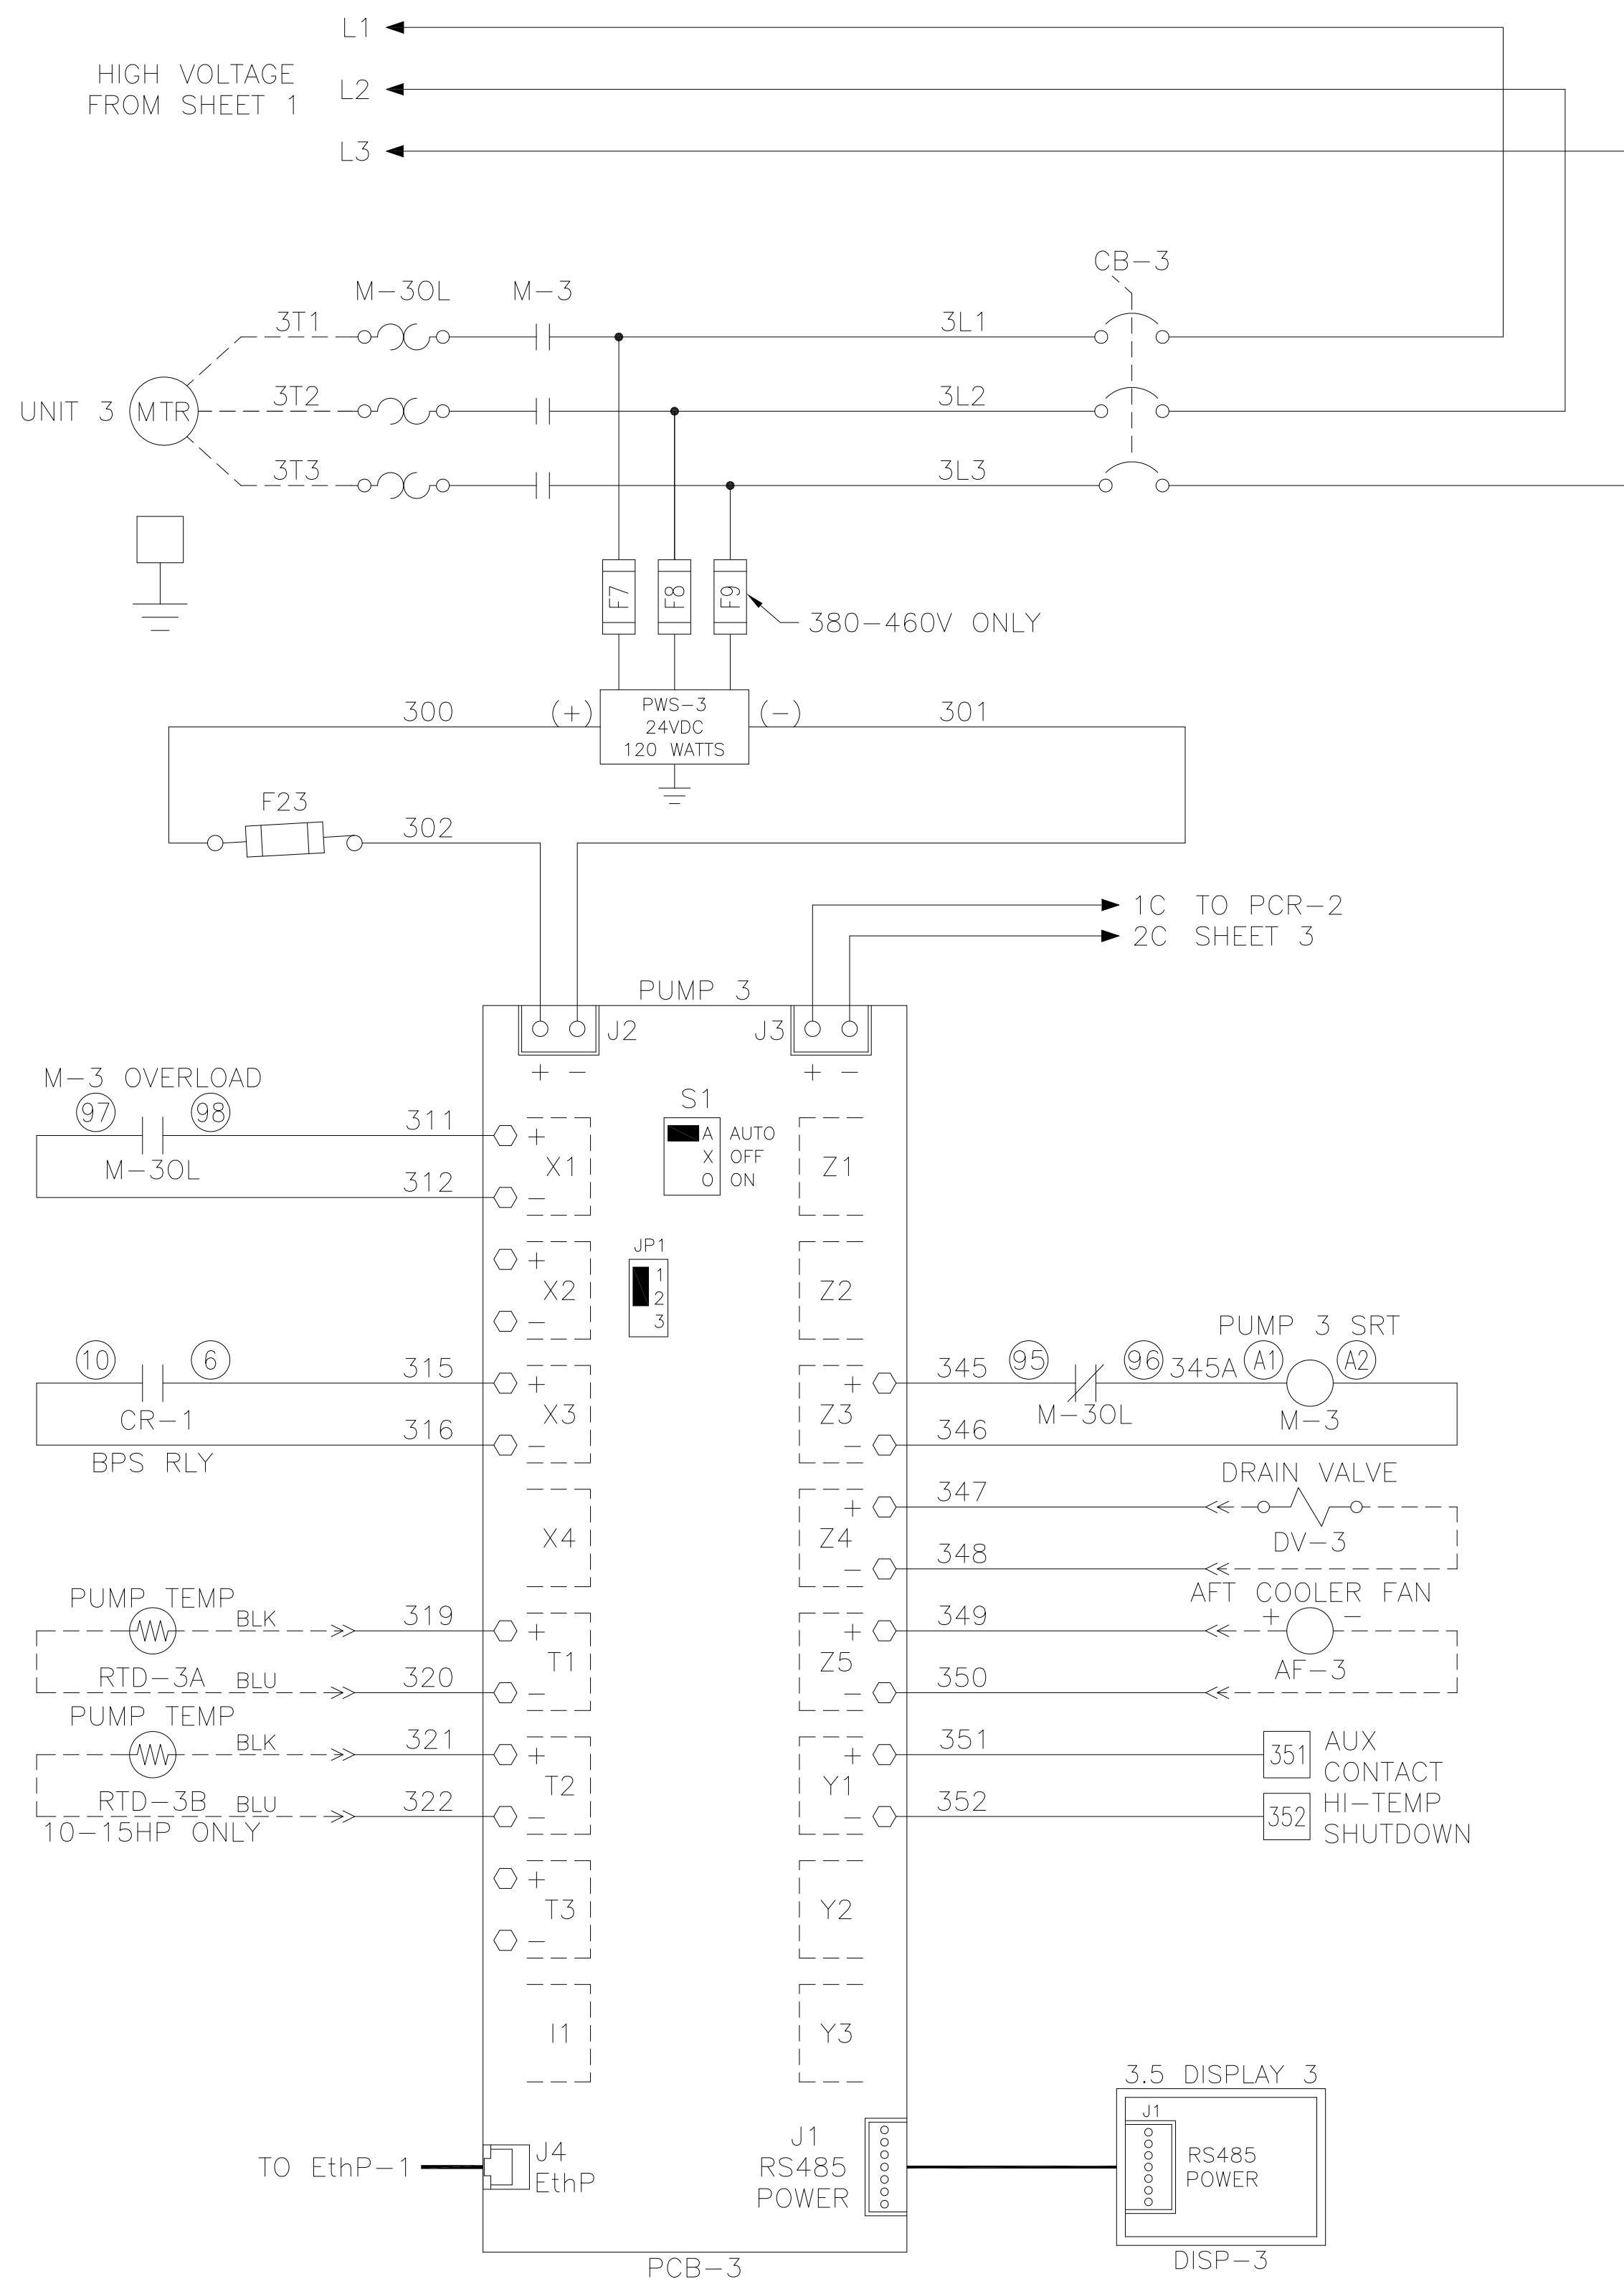 L1
HIGH VOLTAGE
FROM SHEET 1
L2
L3
CB-3
M-3OL
M-3
3T1
3L1
UNIT 3
MTR
3T2
3L2
3T3
3L3
F7
F8
F9
380-460V ONLY
300
(+)
PWS-3
24VDC
120 WATTS
(-)
301
F23
302
1C TO PCR-2
2C SHEET 3
PUMP 3
J2
J3
+ -
+ -
M-3 OVERLOAD
97
98
M-3OL
311
312
+
X1
-
S1
A AUTO
X OFF
O ON
Z1
+
X2
-
JP1
1
2
3
Z2
10
6
CR-1
BPS RLY
315
316
+
X3
-
+
Z3
-
345
346
95
96
M-3OL
345A
PUMP 3 SRT
A1
A2
M-3
X4
+
Z4
-
347
348
DRAIN VALVE
DV-3
PUMP TEMP
BLK
319
RTD-3A
BLU
320
+
T1
-
+
Z5
-
349
350
AFT COOLER FAN
+ -
AF-3
PUMP TEMP
BLK
321
RTD-3B
BLU
322
10-15HP ONLY
+
T2
-
+
Y1
-
351
352
351
352
AUX
CONTACT
HI-TEMP
SHUTDOWN
+
T3
-
Y2
I1
Y3
TO EthP-1
J4
EthP
J1
RS485
POWER
3.5 DISPLAY 3
J1
RS485
POWER
DISP-3
PCB-3